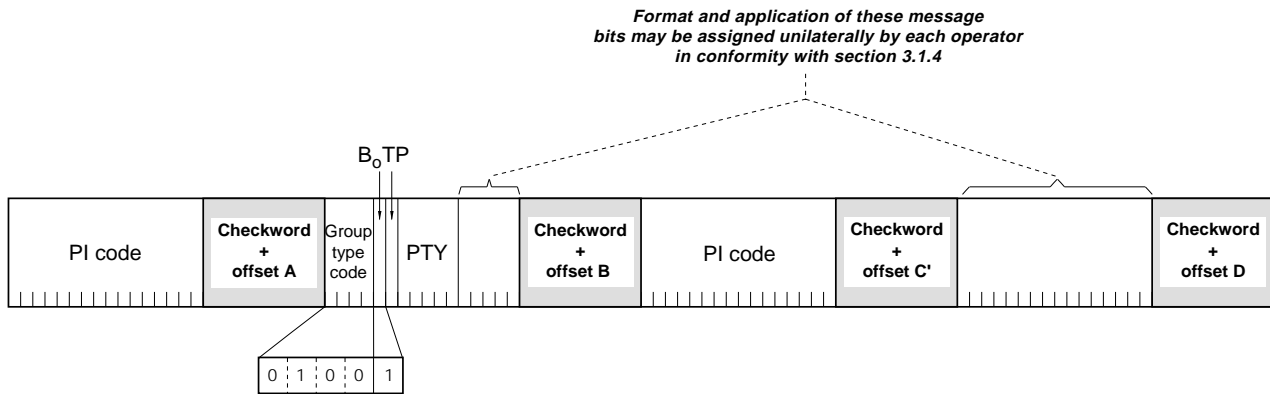 Format and application of these message
bits may be assigned unilaterally by each operator
in conformity with section 3.1.4
BoTP
PI code
Checkword
+
offset A
Group
type
code
PTY
Checkword
+
offset B
PI code
Checkword
+
offset C'
Checkword
+
offset D
0 1 0 0 1